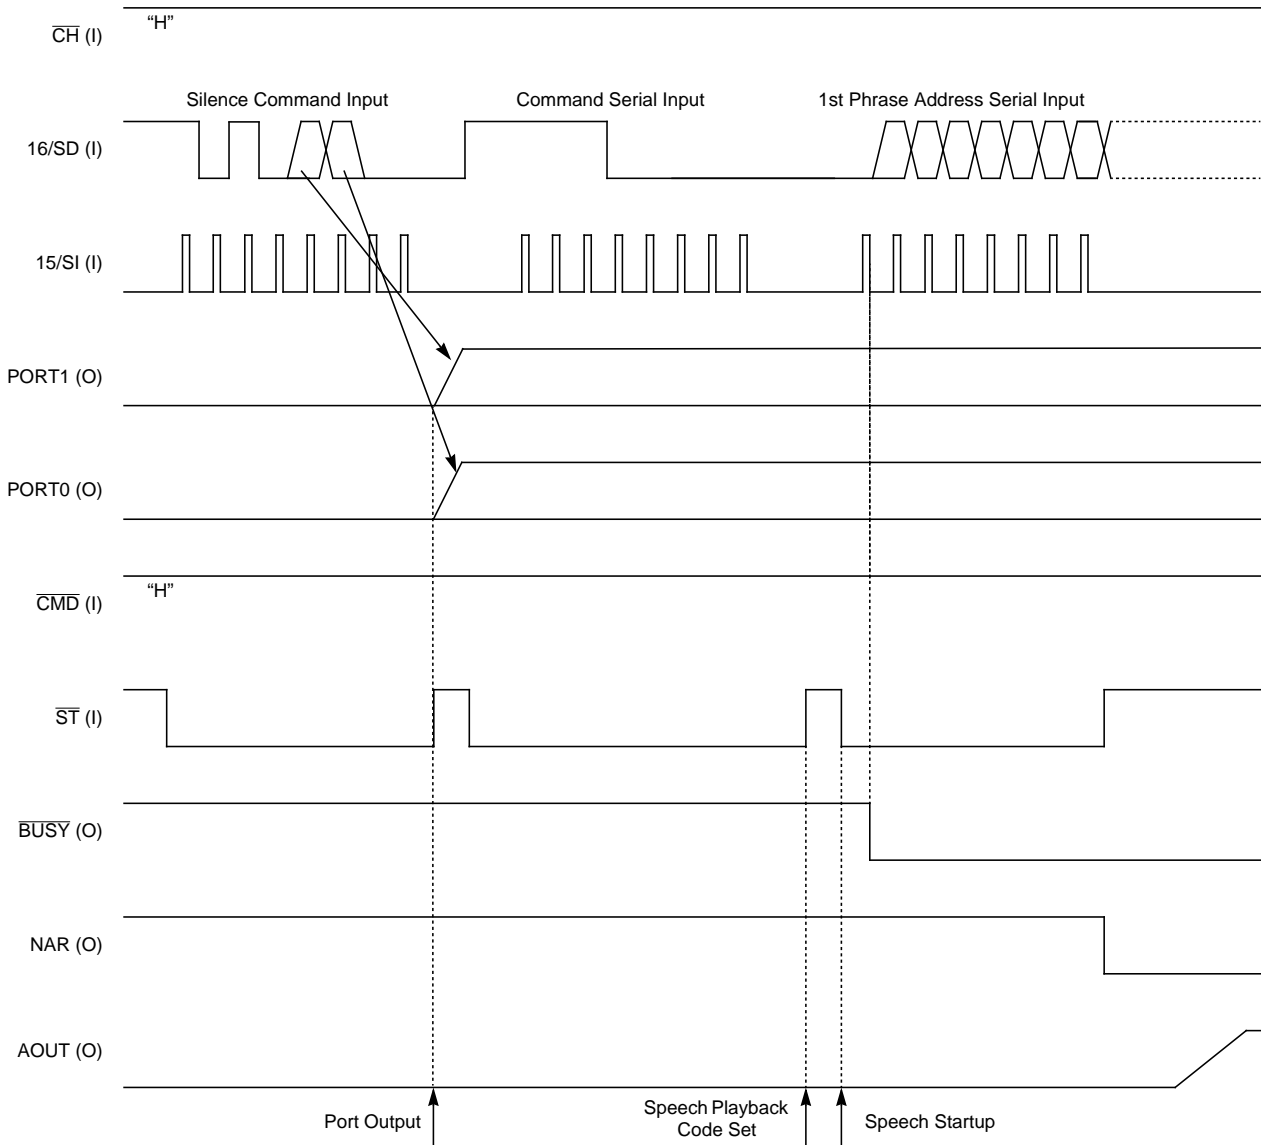 CH (I)
“H”
Silence Command Input
Command Serial Input
1st Phrase Address Serial Input
16/SD (I)
15/SI (I)
PORT1 (O)
PORT0 (O)
CMD (I)
“H”
ST (I)
BUSY (O)
NAR (O)
AOUT (O)
Port Output
Speech Playback
Code Set
Speech Startup